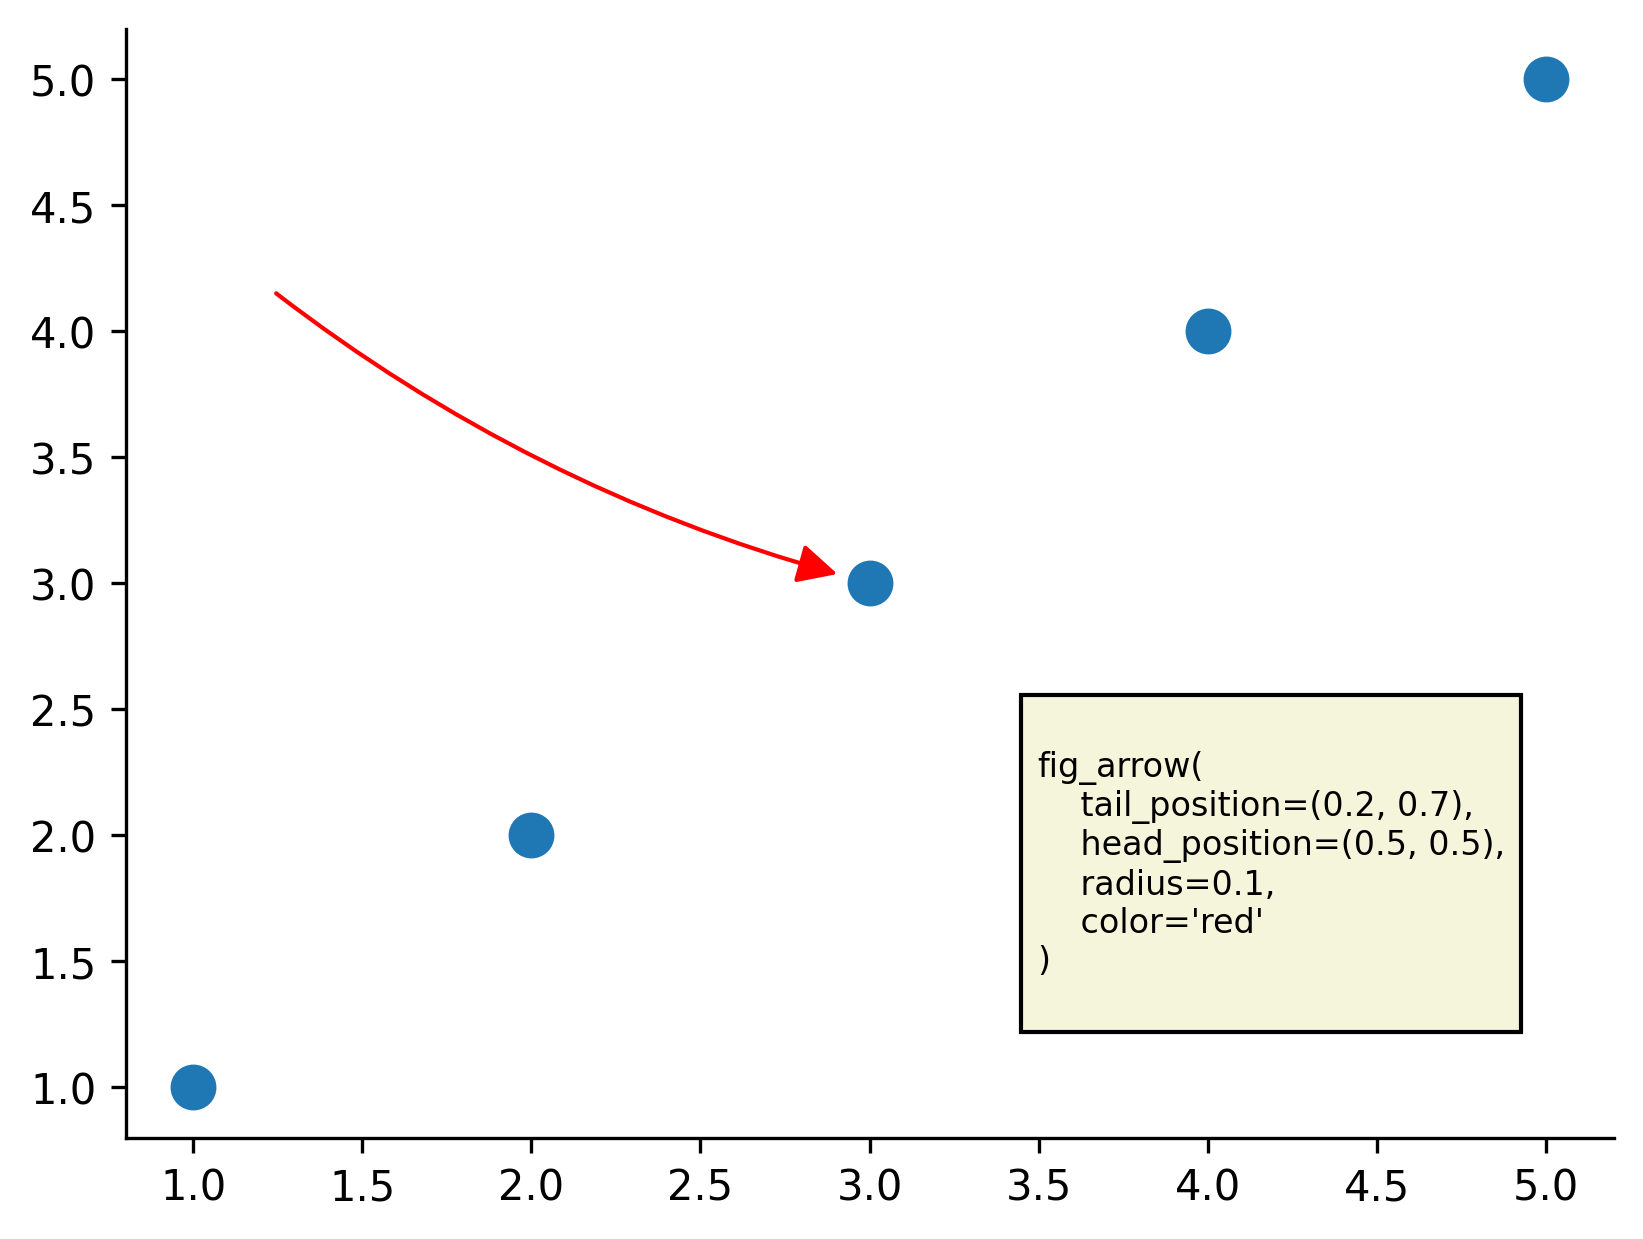 5.0
4.5
4.0
3.5
3.0
2.5
2.0
1.5
1.0
fig_arrow(
    tail_position=(0.2, 0.7),
    head_position=(0.5, 0.5),
    radius=0.1,
    color='red'
)
1.0 1.5 2.0 2.5 3.0 3.5 4.0 4.5 5.0